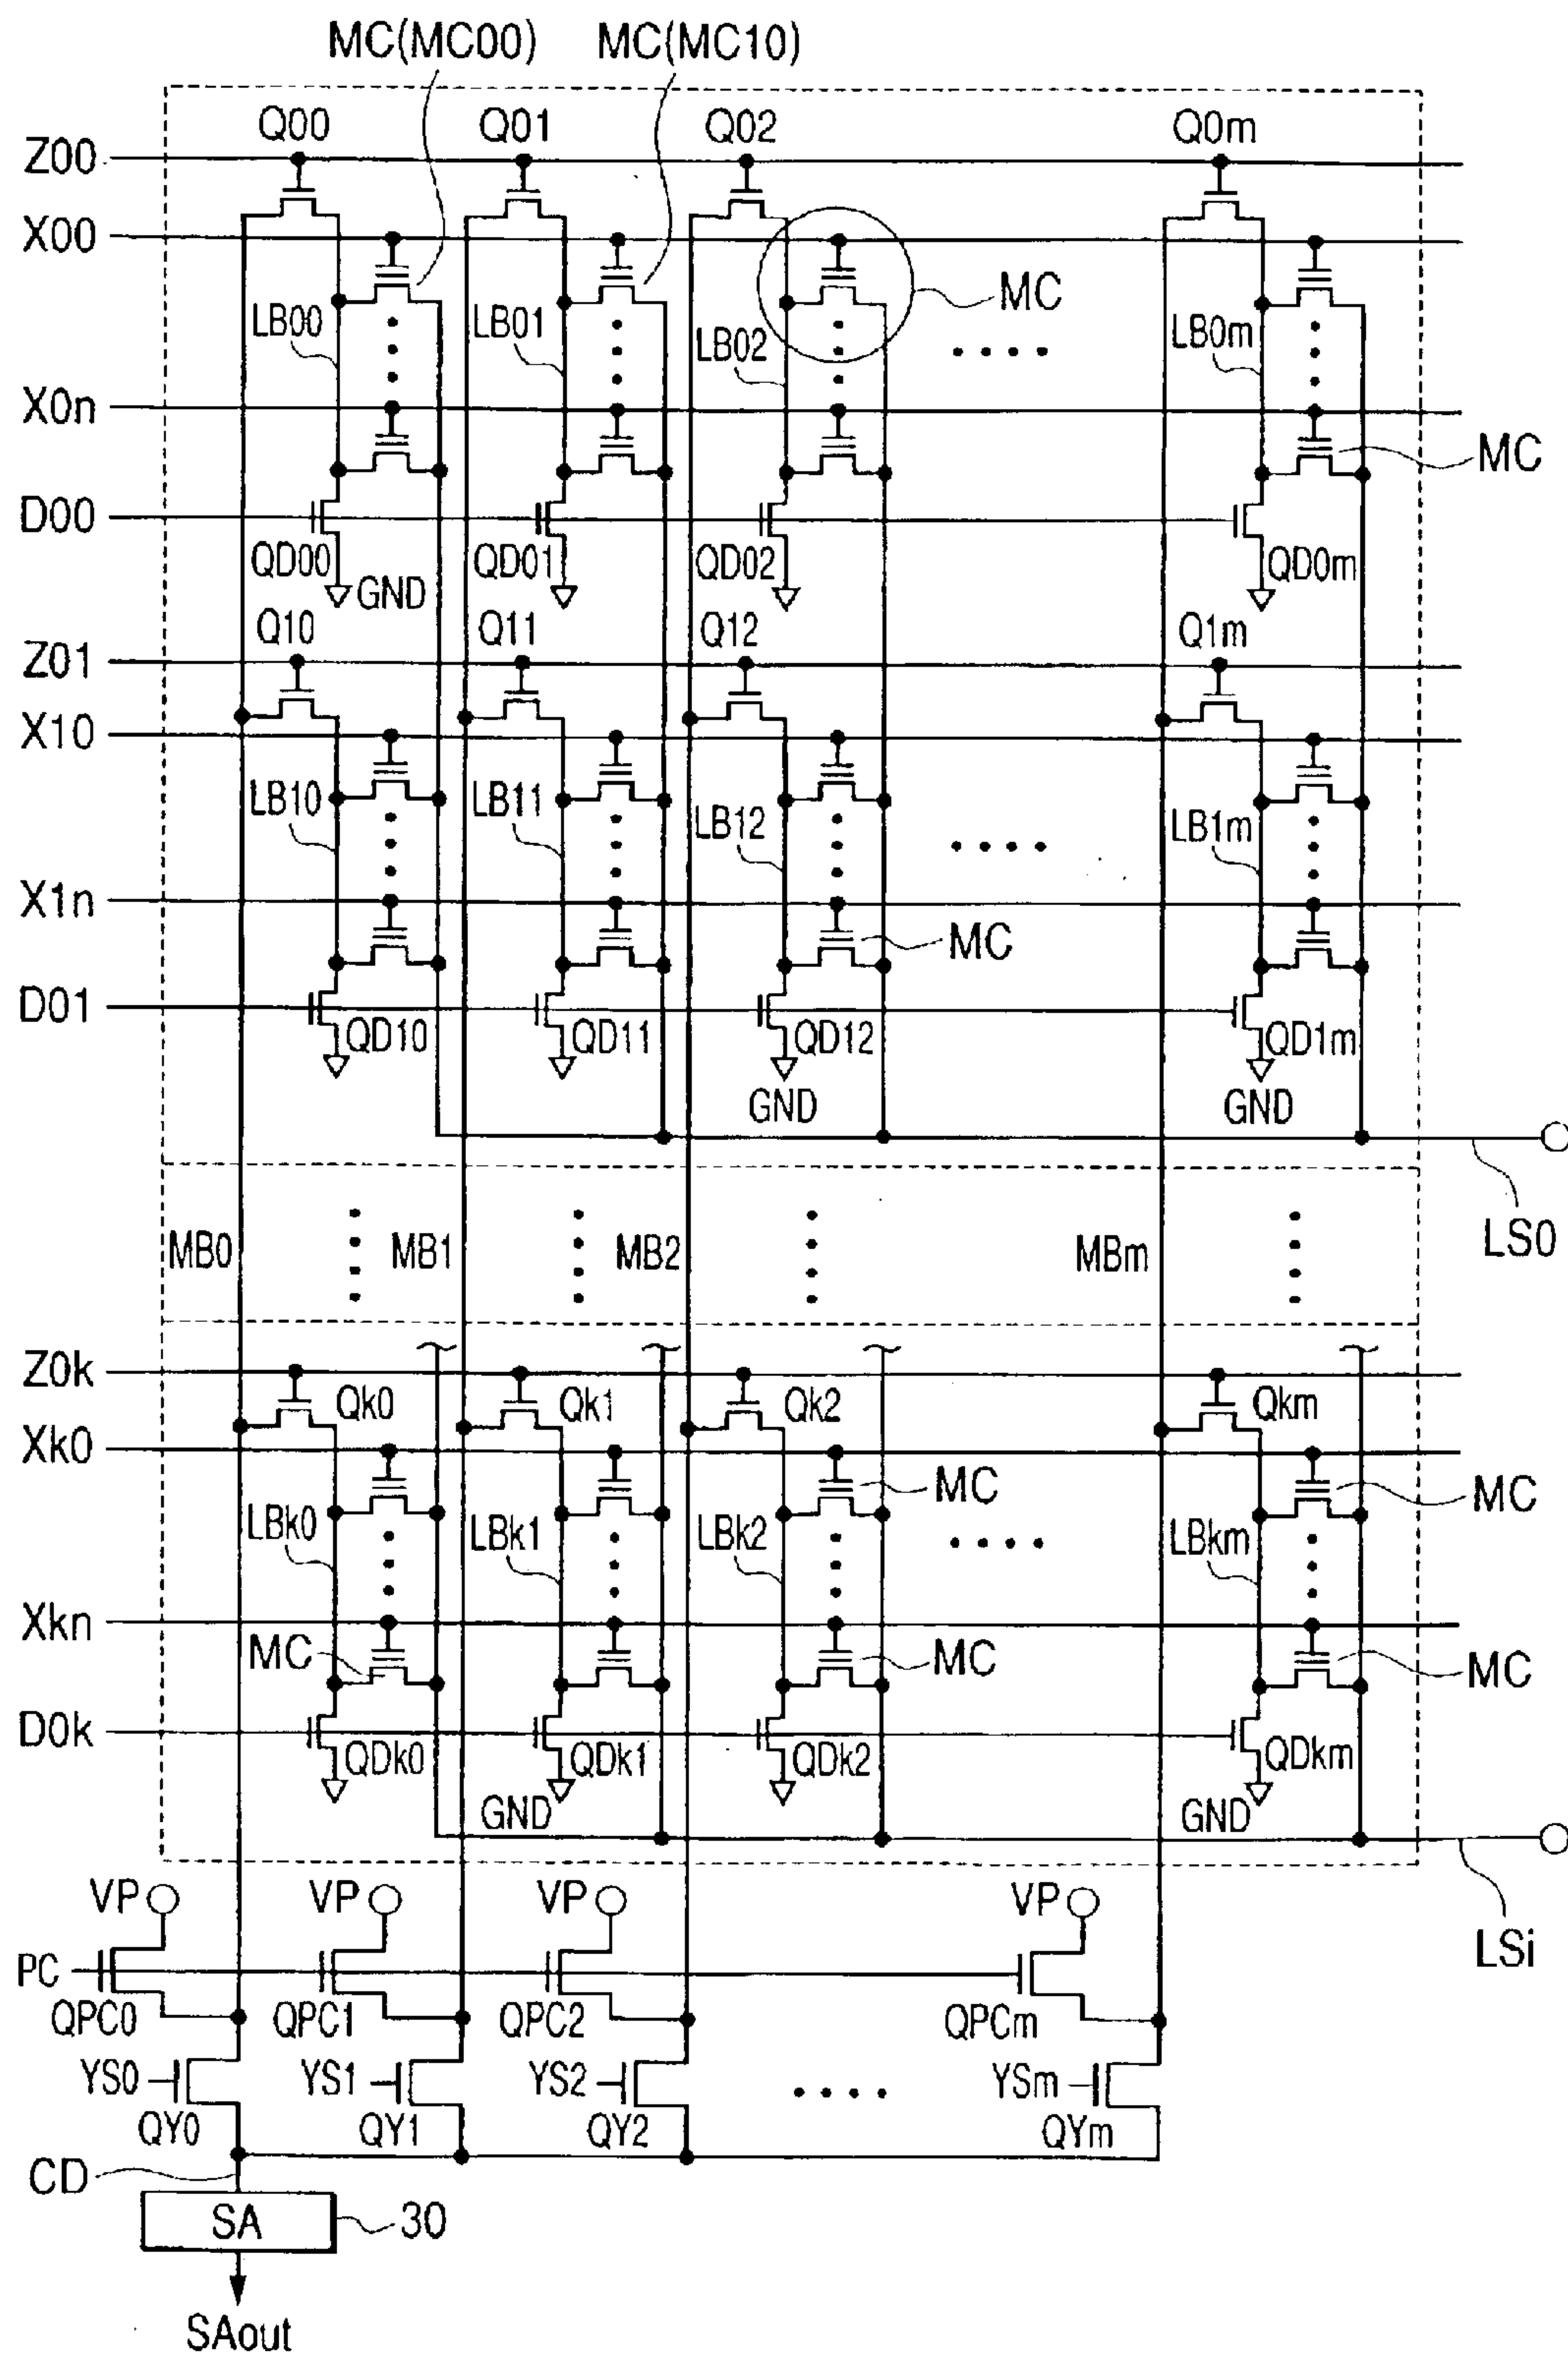 MC(MC00) MC(MC10)
Q00 Q01 Q02 Q0m
Z00
X00
LB00 LB01 LB02 MC LB0m
X0n
MC
D00
QD00 GND QD01 QD02 QD0m
Q10 Q11 Q12 Q1m
Z01
X10
LB10 LB11 LB12 LB1m
X1n
MC
D01
QD10 QD11 QD12 QD1m
GND GND
LS0
MB0 MB1 MB2 MBm
Z0k
Qk0 Qk1 Qk2 Qkm
Xk0
MC MC
LBk0 LBk1 LBk2 LBkm
Xkn
MC MC MC
D0k
QDk0 QDk1 QDk2 QDkm
GND GND
VP VP VP VP
LSi
PC
QPC0 QPC1 QPC2 QPCm
YS0 YS1 YS2 YSm
QY0 QY1 QY2 QYm
CD
SA 30
SAout